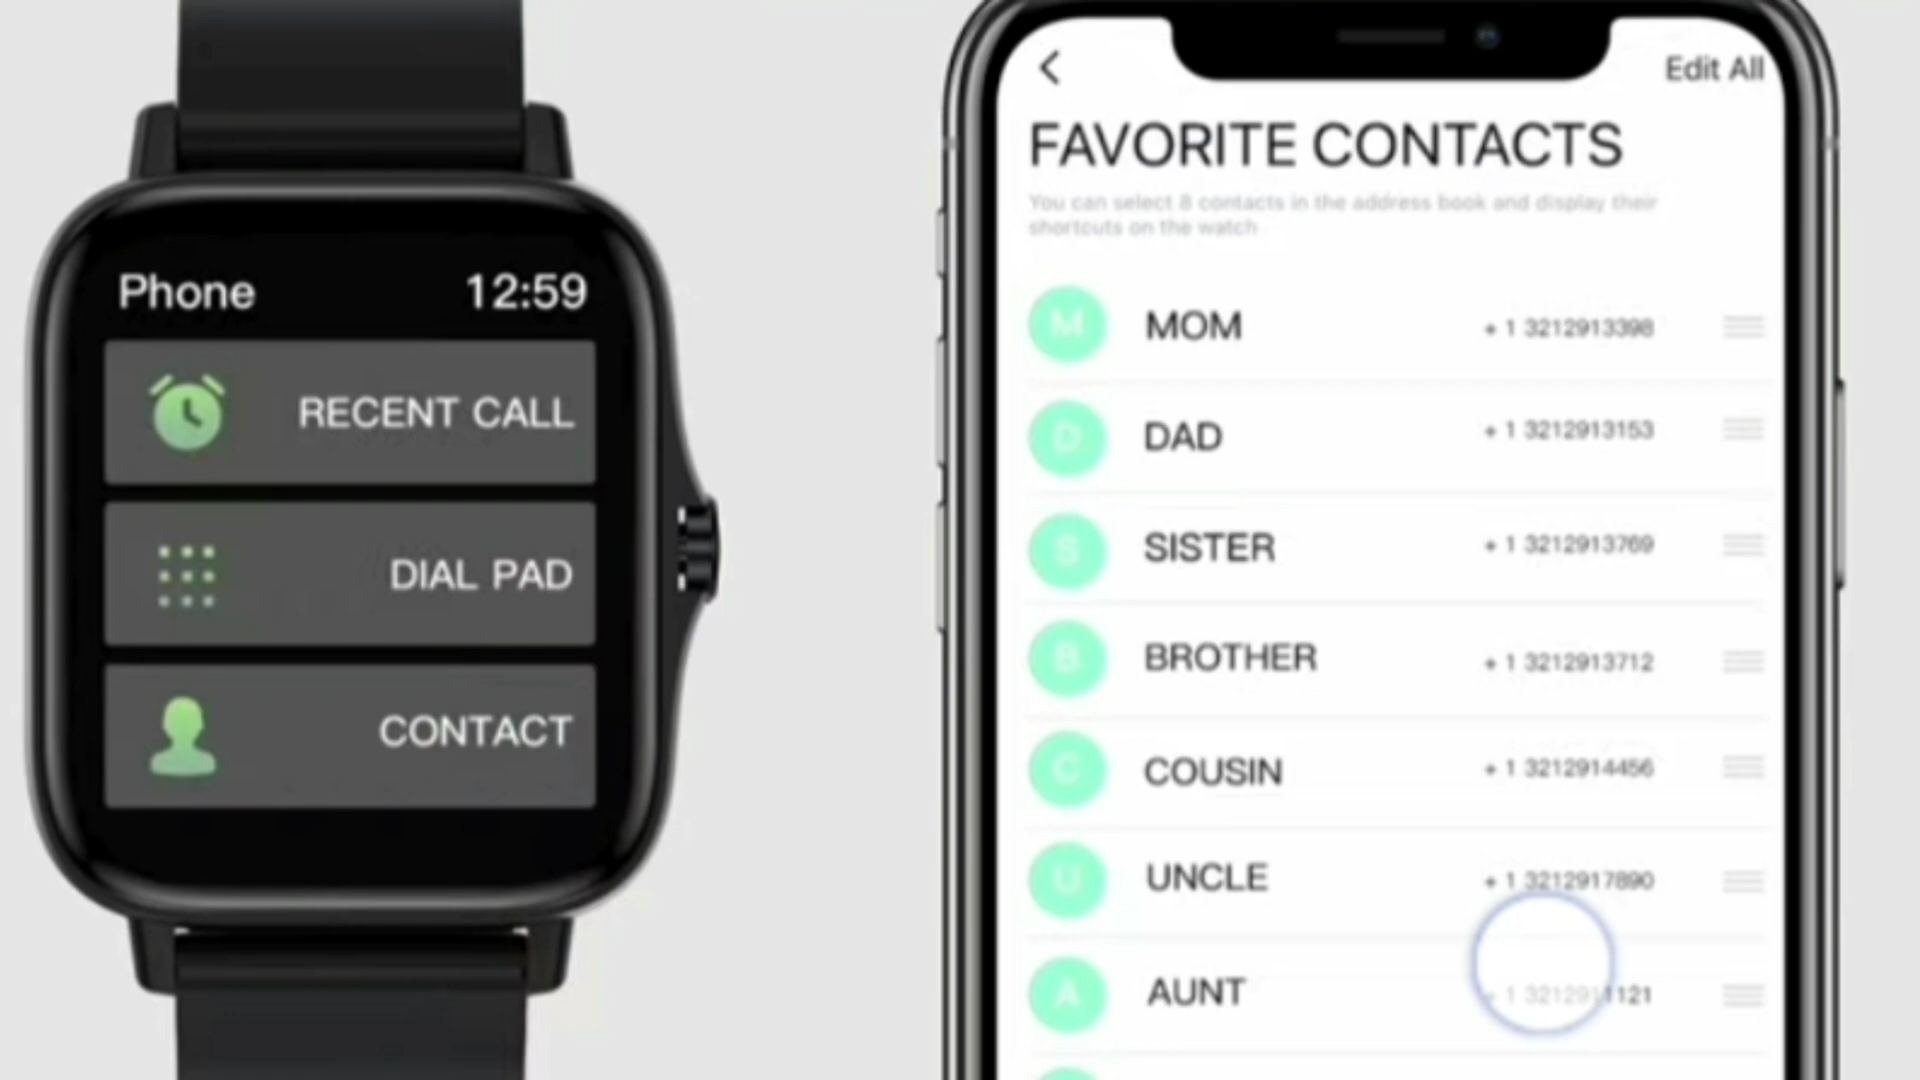 Phone 12:59
RECENT CALL
DIAL PAD
CONTACT
Edit All
FAVORITE CONTACTS
You can select 8 contacts in the address book and display their
shortcuts on the watch
M MOM + 1 3212913398
D DAD + 1 3212913153
S SISTER + 1 3212913769
B BROTHER + 1 3212913712
C COUSIN + 1 3212914456
U UNCLE + 1 3212917890
A AUNT + 1 3212911121